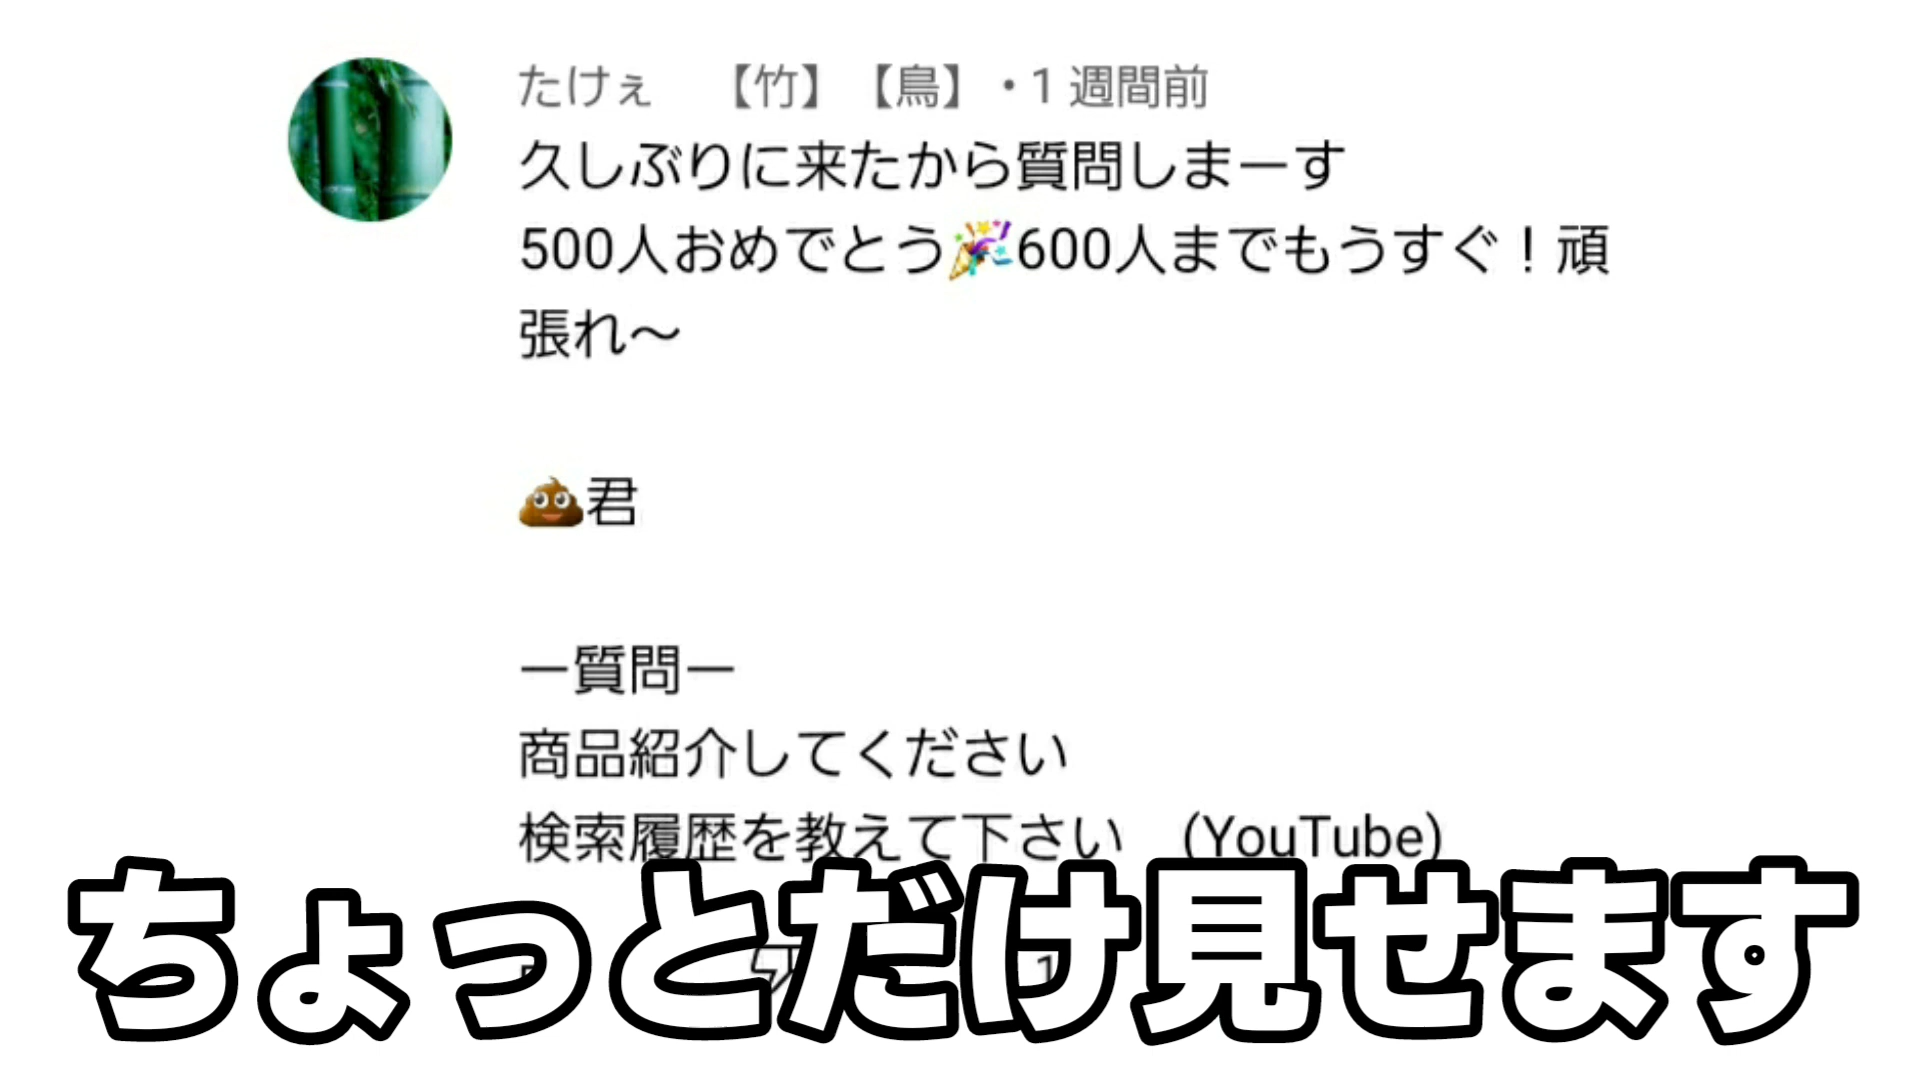 たけぇ　【竹】【鳥】・1 週間前
久しぶりに来たから質問しまーす
500人おめでとう🎉600人までもうすぐ！頑
張れ〜
💩君
ー質問ー
商品紹介してください
検索履歴を教えて下さい　(YouTube)
1
ちょっとだけ見せます